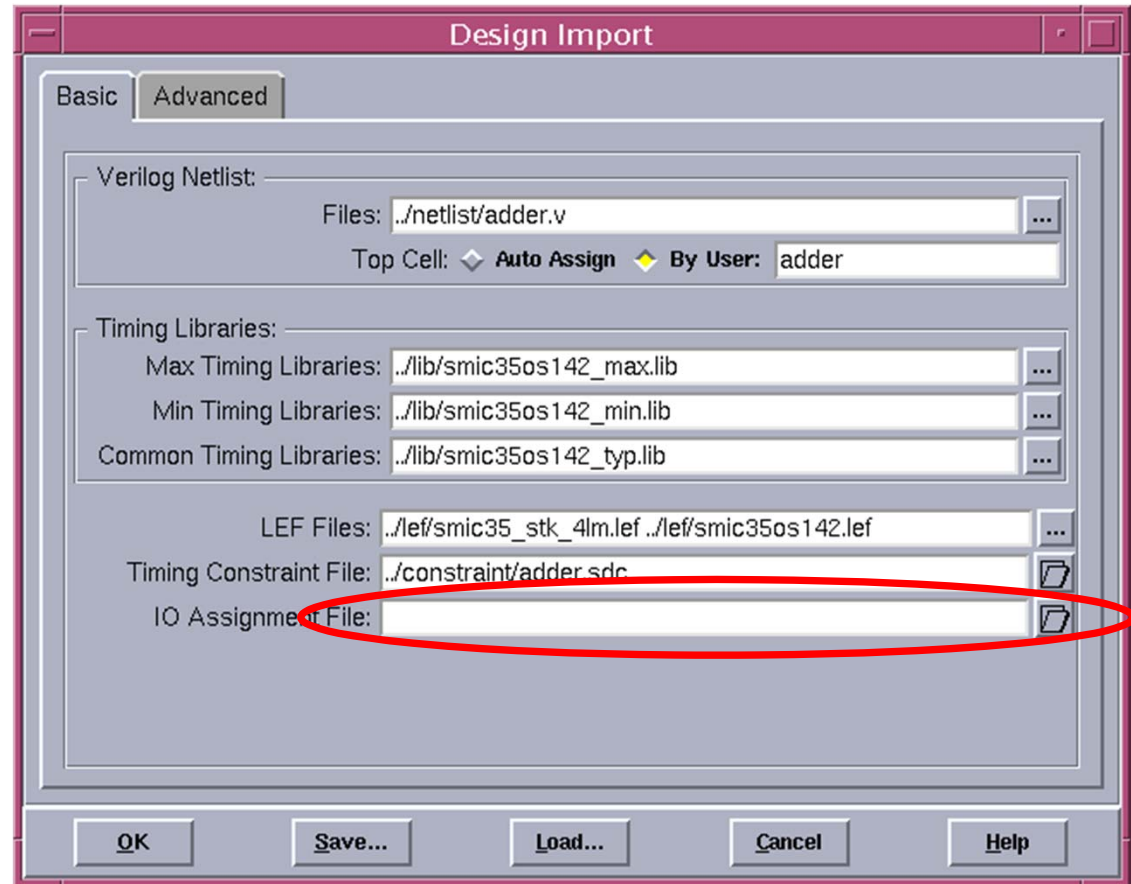 Design Import
Basic Advanced
Verilog Netlist:
Files: ../netlist/adder.v ...
Top Cell: Auto Assign By User: adder
Timing Libraries:
Max Timing Libraries: ../lib/smic35os142_max.lib ...
Min Timing Libraries: ../lib/smic35os142_min.lib ...
Common Timing Libraries: ../lib/smic35os142_typ.lib ...
LEF Files: ../lef/smic35_stk_4lm.lef ../lef/smic35os142.lef ...
Timing Constraint File: ../constraint/adder.sdc
IO Assignment File:
OK Save... Load... Cancel Help